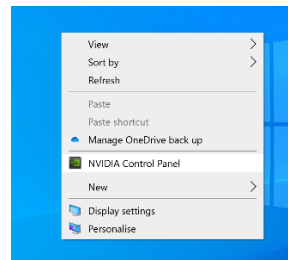 View
Sort by
Refresh
Paste
Paste shortcut
Manage OneDrive back up
NVIDIA Control Panel
New
Display settings
Personalise